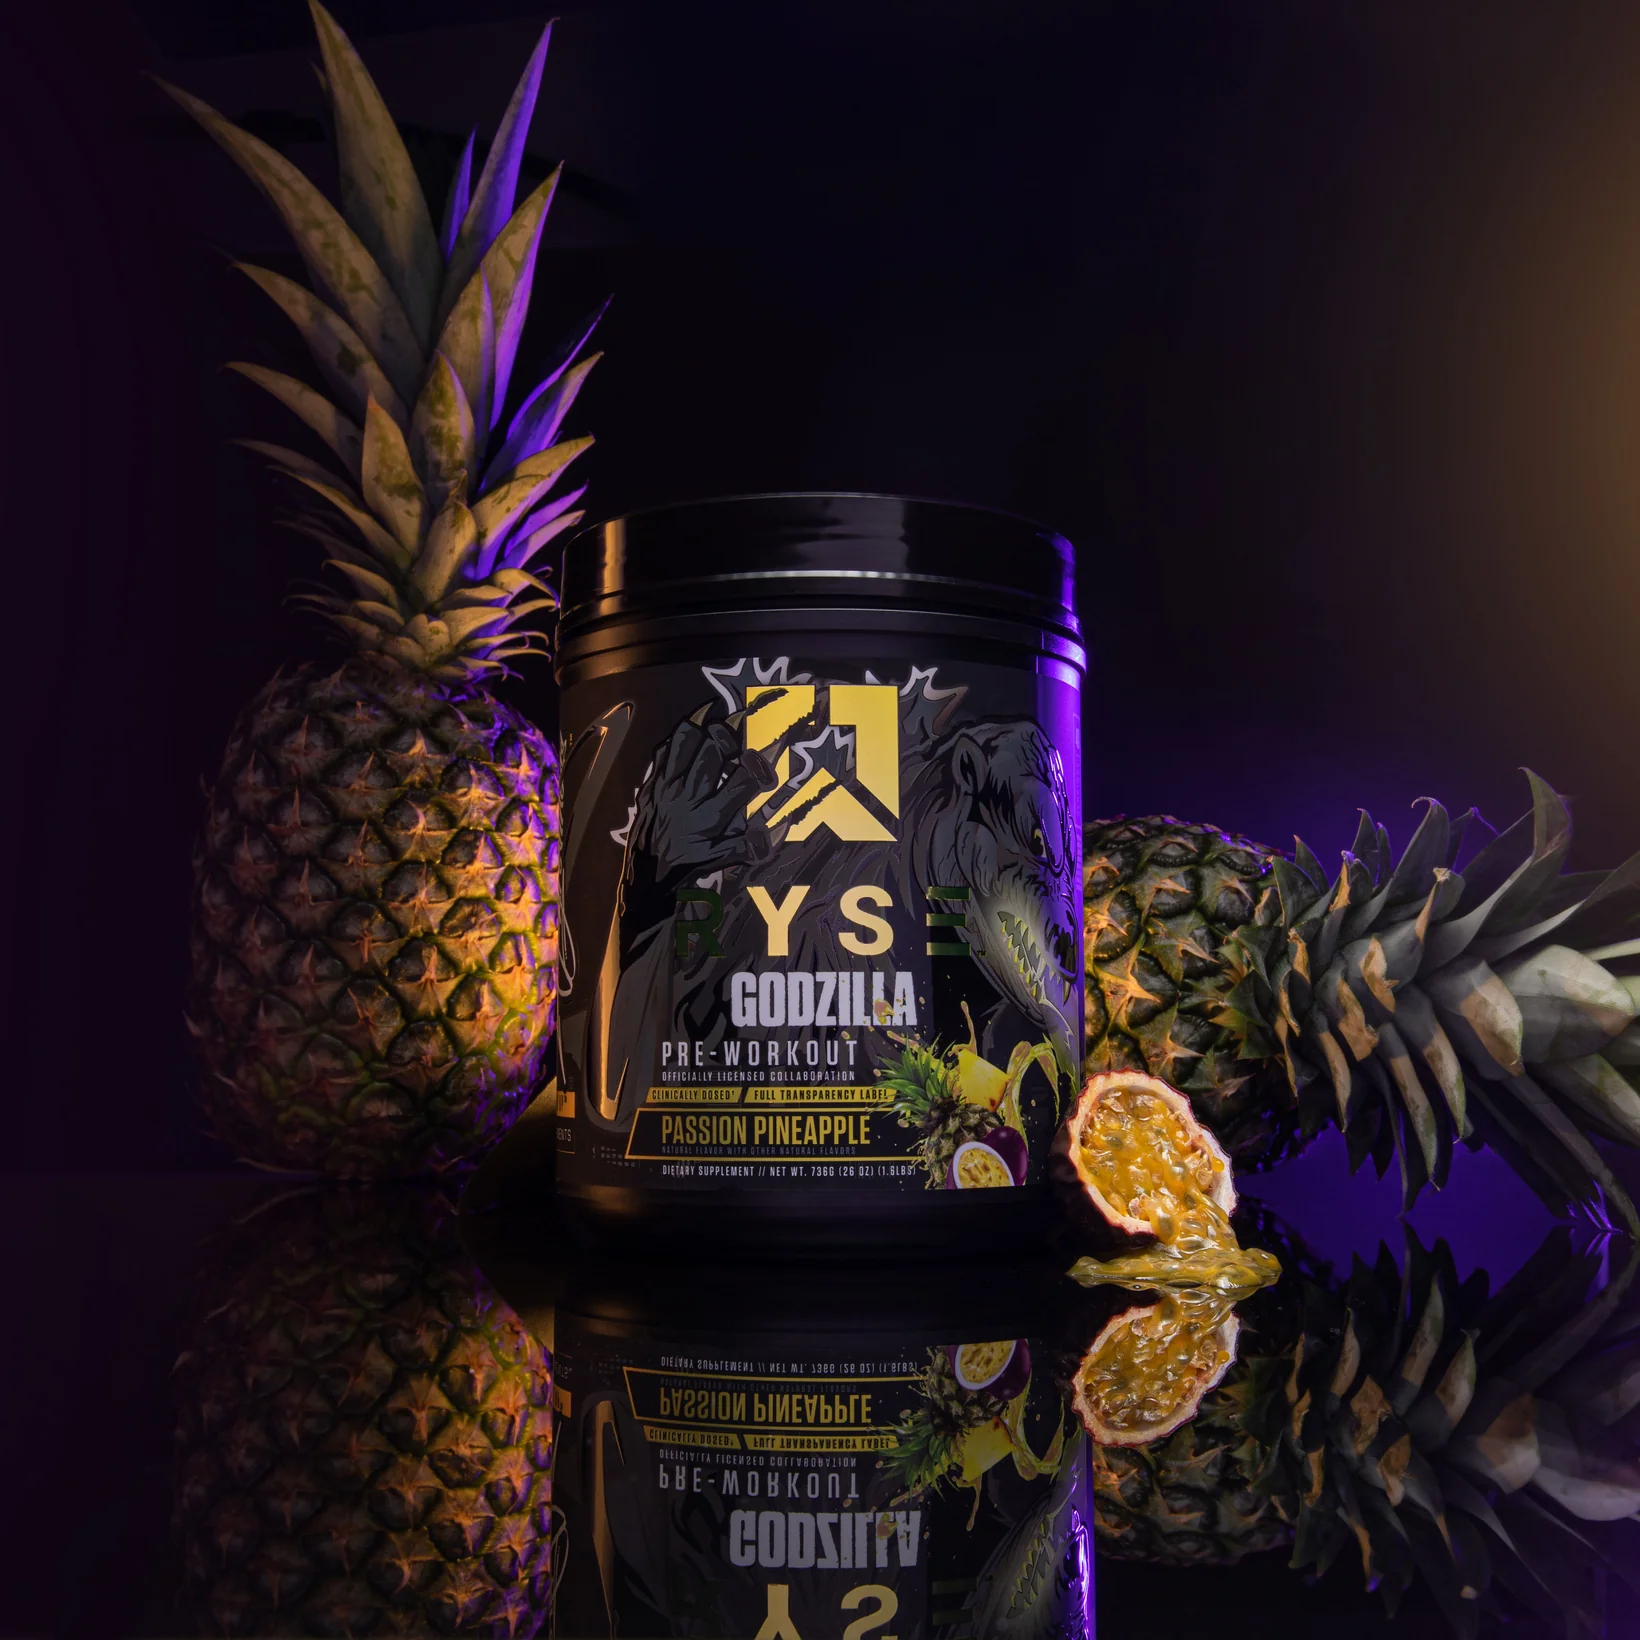 RYSE
GODZILLA
PRE-WORKOUT
OFFICIALLY LICENSED COLLABORATION
CLINICALLY DOSED† FULL TRANSPARENCY LABEL
PASSION PINEAPPLE
NATURAL FLAVOR WITH OTHER NATURAL FLAVORS
DIETARY SUPPLEMENT // NET WT. 736G (26 OZ) (1.6LBS)